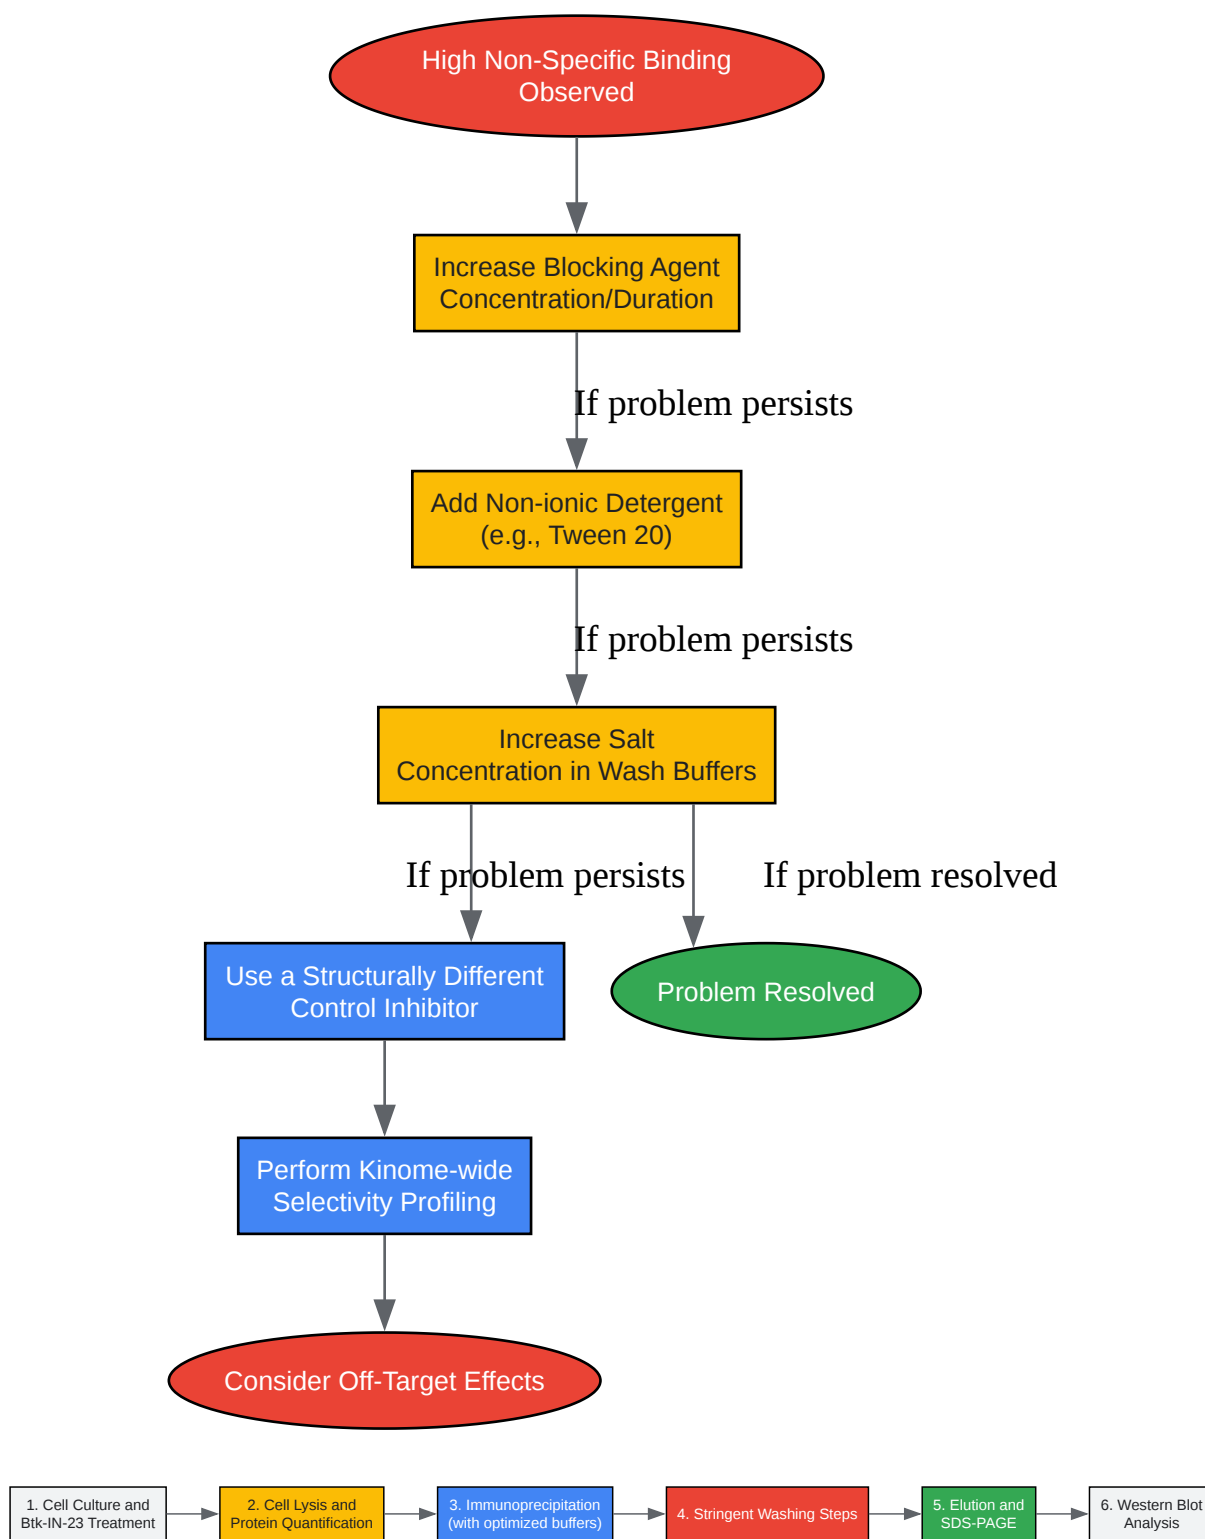 High Non-Specific Binding
Observed
Increase Blocking Agent
Concentration/Duration
If problem persists
Add Non-ionic Detergent
(e.g., Tween 20)
If problem persists
Increase Salt
Concentration in Wash Buffers
If problem persists
If problem resolved
Use a Structurally Different
Control Inhibitor
Problem Resolved
Perform Kinome-wide
Selectivity Profiling
Consider Off-Target Effects
1. Cell Culture and
Btk-IN-23 Treatment
2. Cell Lysis and
Protein Quantification
3. Immunoprecipitation
(with optimized buffers)
4. Stringent Washing Steps
5. Elution and
SDS-PAGE
6. Western Blot
Analysis